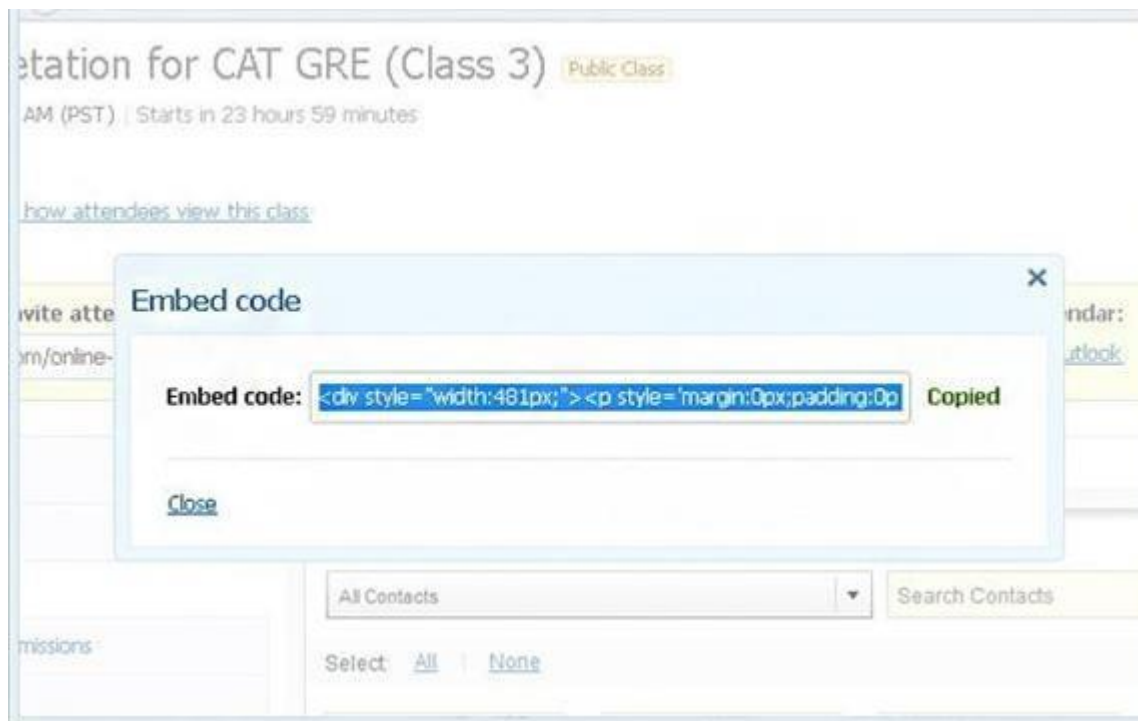 etation for CAT GRE (Class 3) Public Class
AM (PST) | Starts in 23 hours 59 minutes
how attendees view this class
nvite atte
ndar:
om/online-
utlook
Embed code
Embed code: <div style="width:481px;"><p style='margin:0px;padding:0p Copied
Close
All Contacts Search Contacts
missions
Select All | None